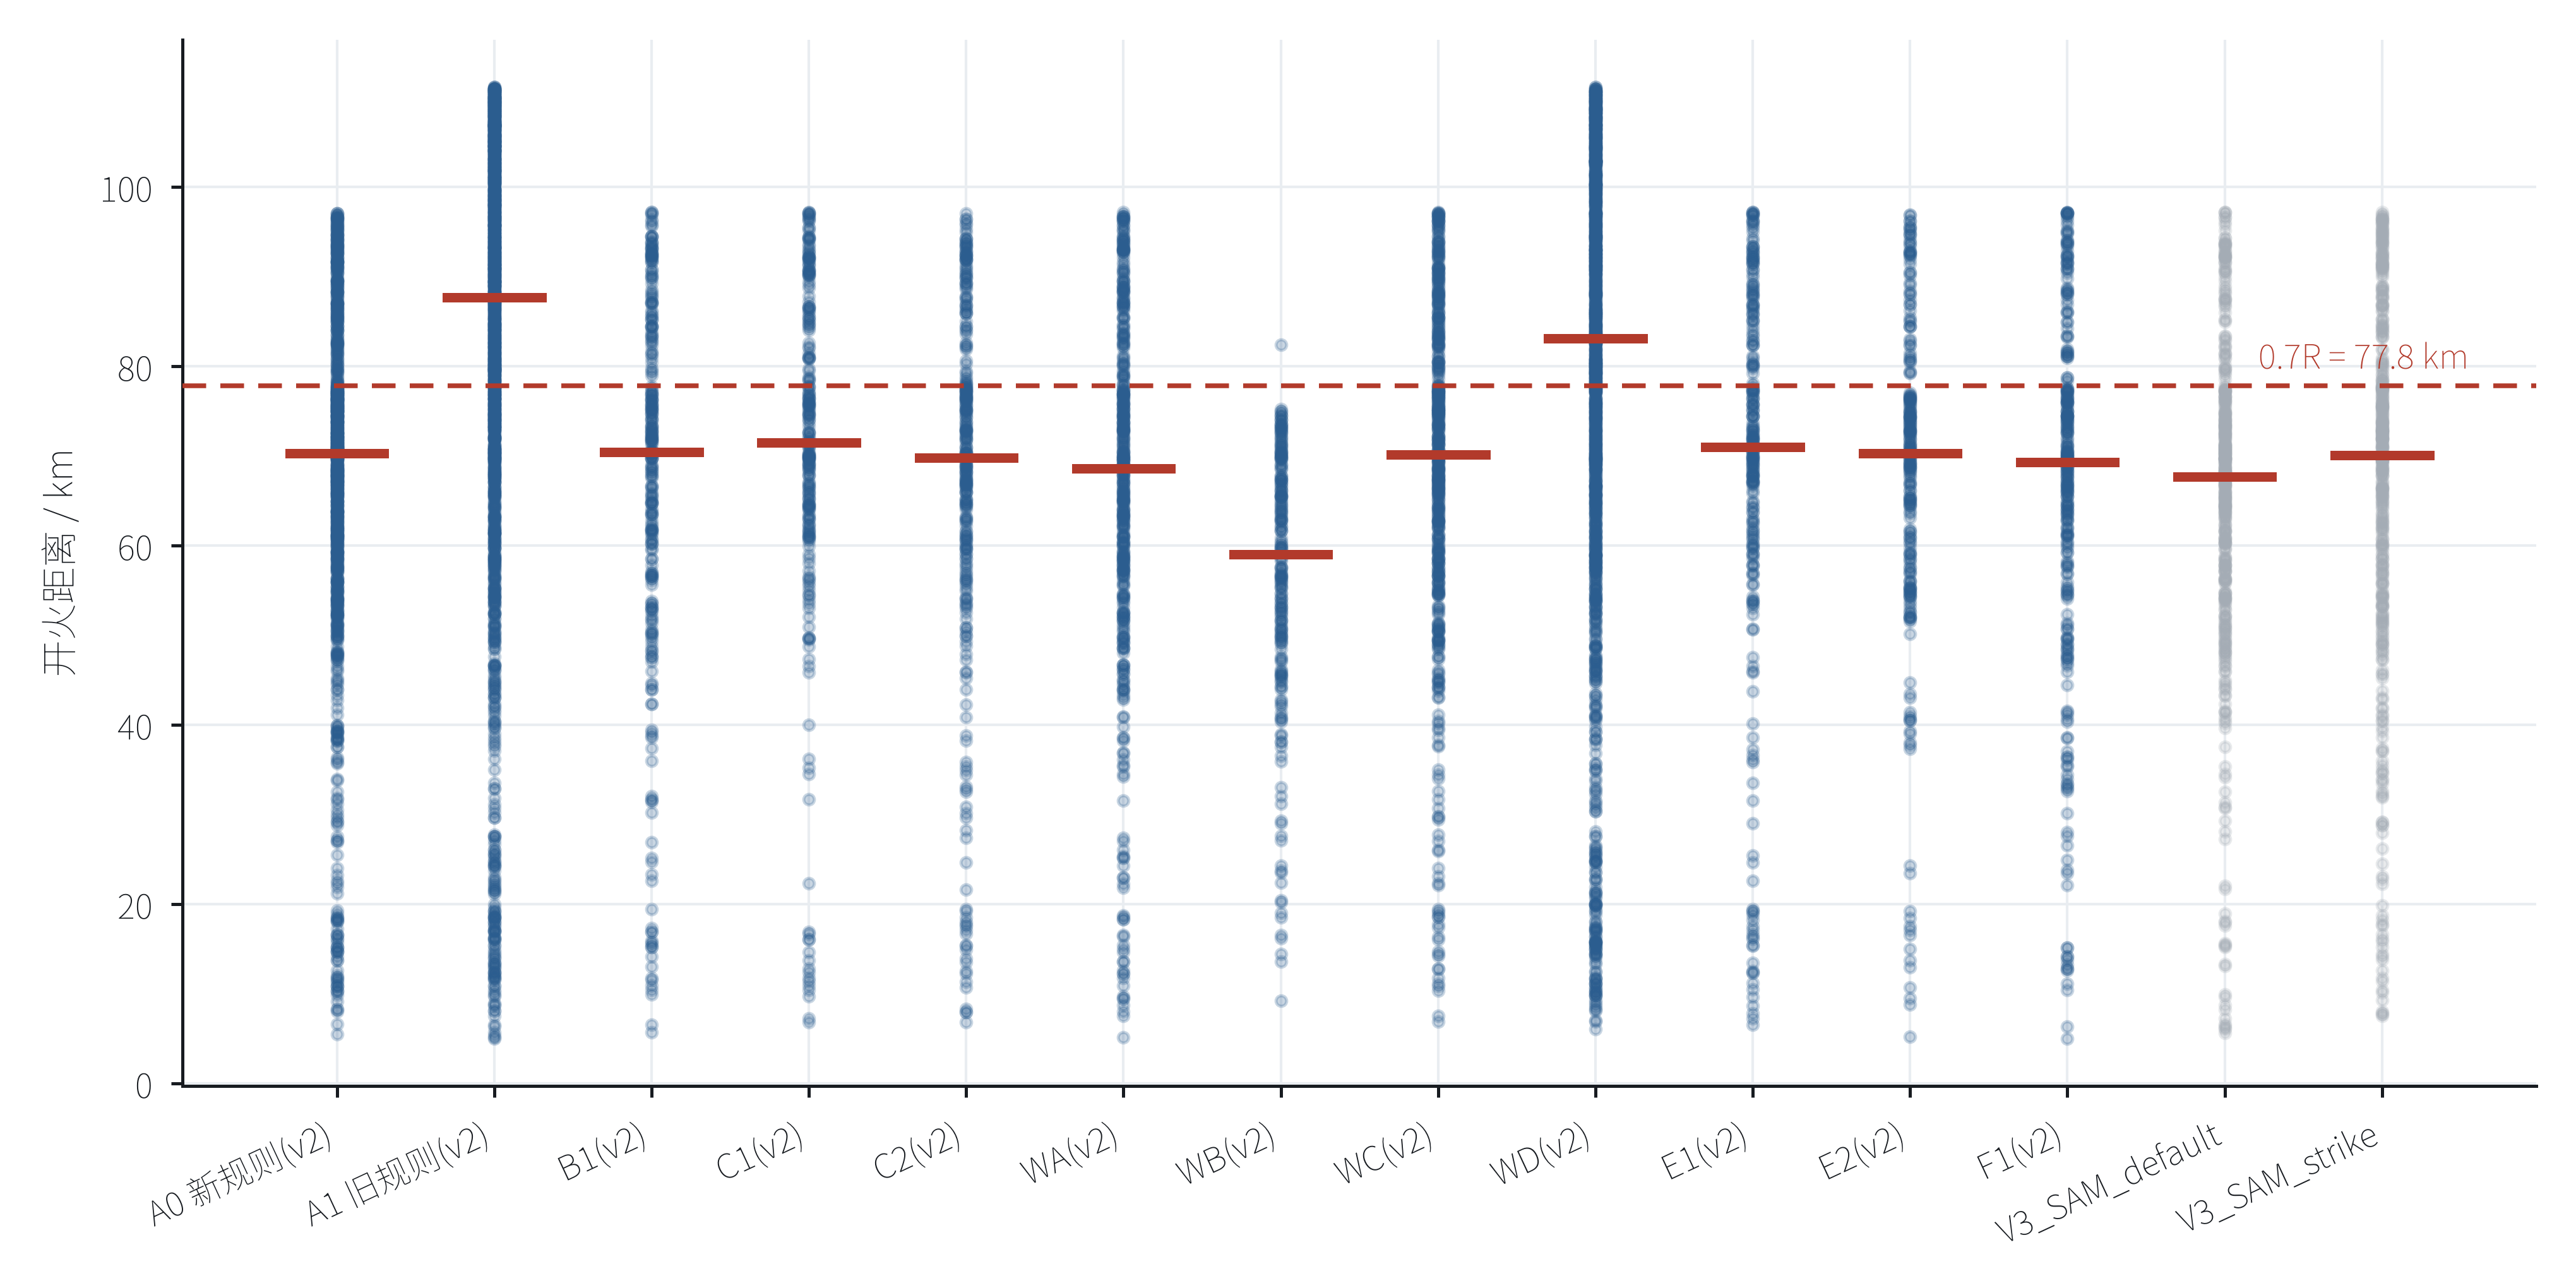 开火距离 / km
100
80
60
40
20
0
0.7R = 77.8 km
A0 新规则(v2)
A1 旧规则(v2)
B1(v2)
C1(v2)
C2(v2)
WA(v2)
WB(v2)
WC(v2)
WD(v2)
E1(v2)
E2(v2)
F1(v2)
V3_SAM_default
V3_SAM_strike